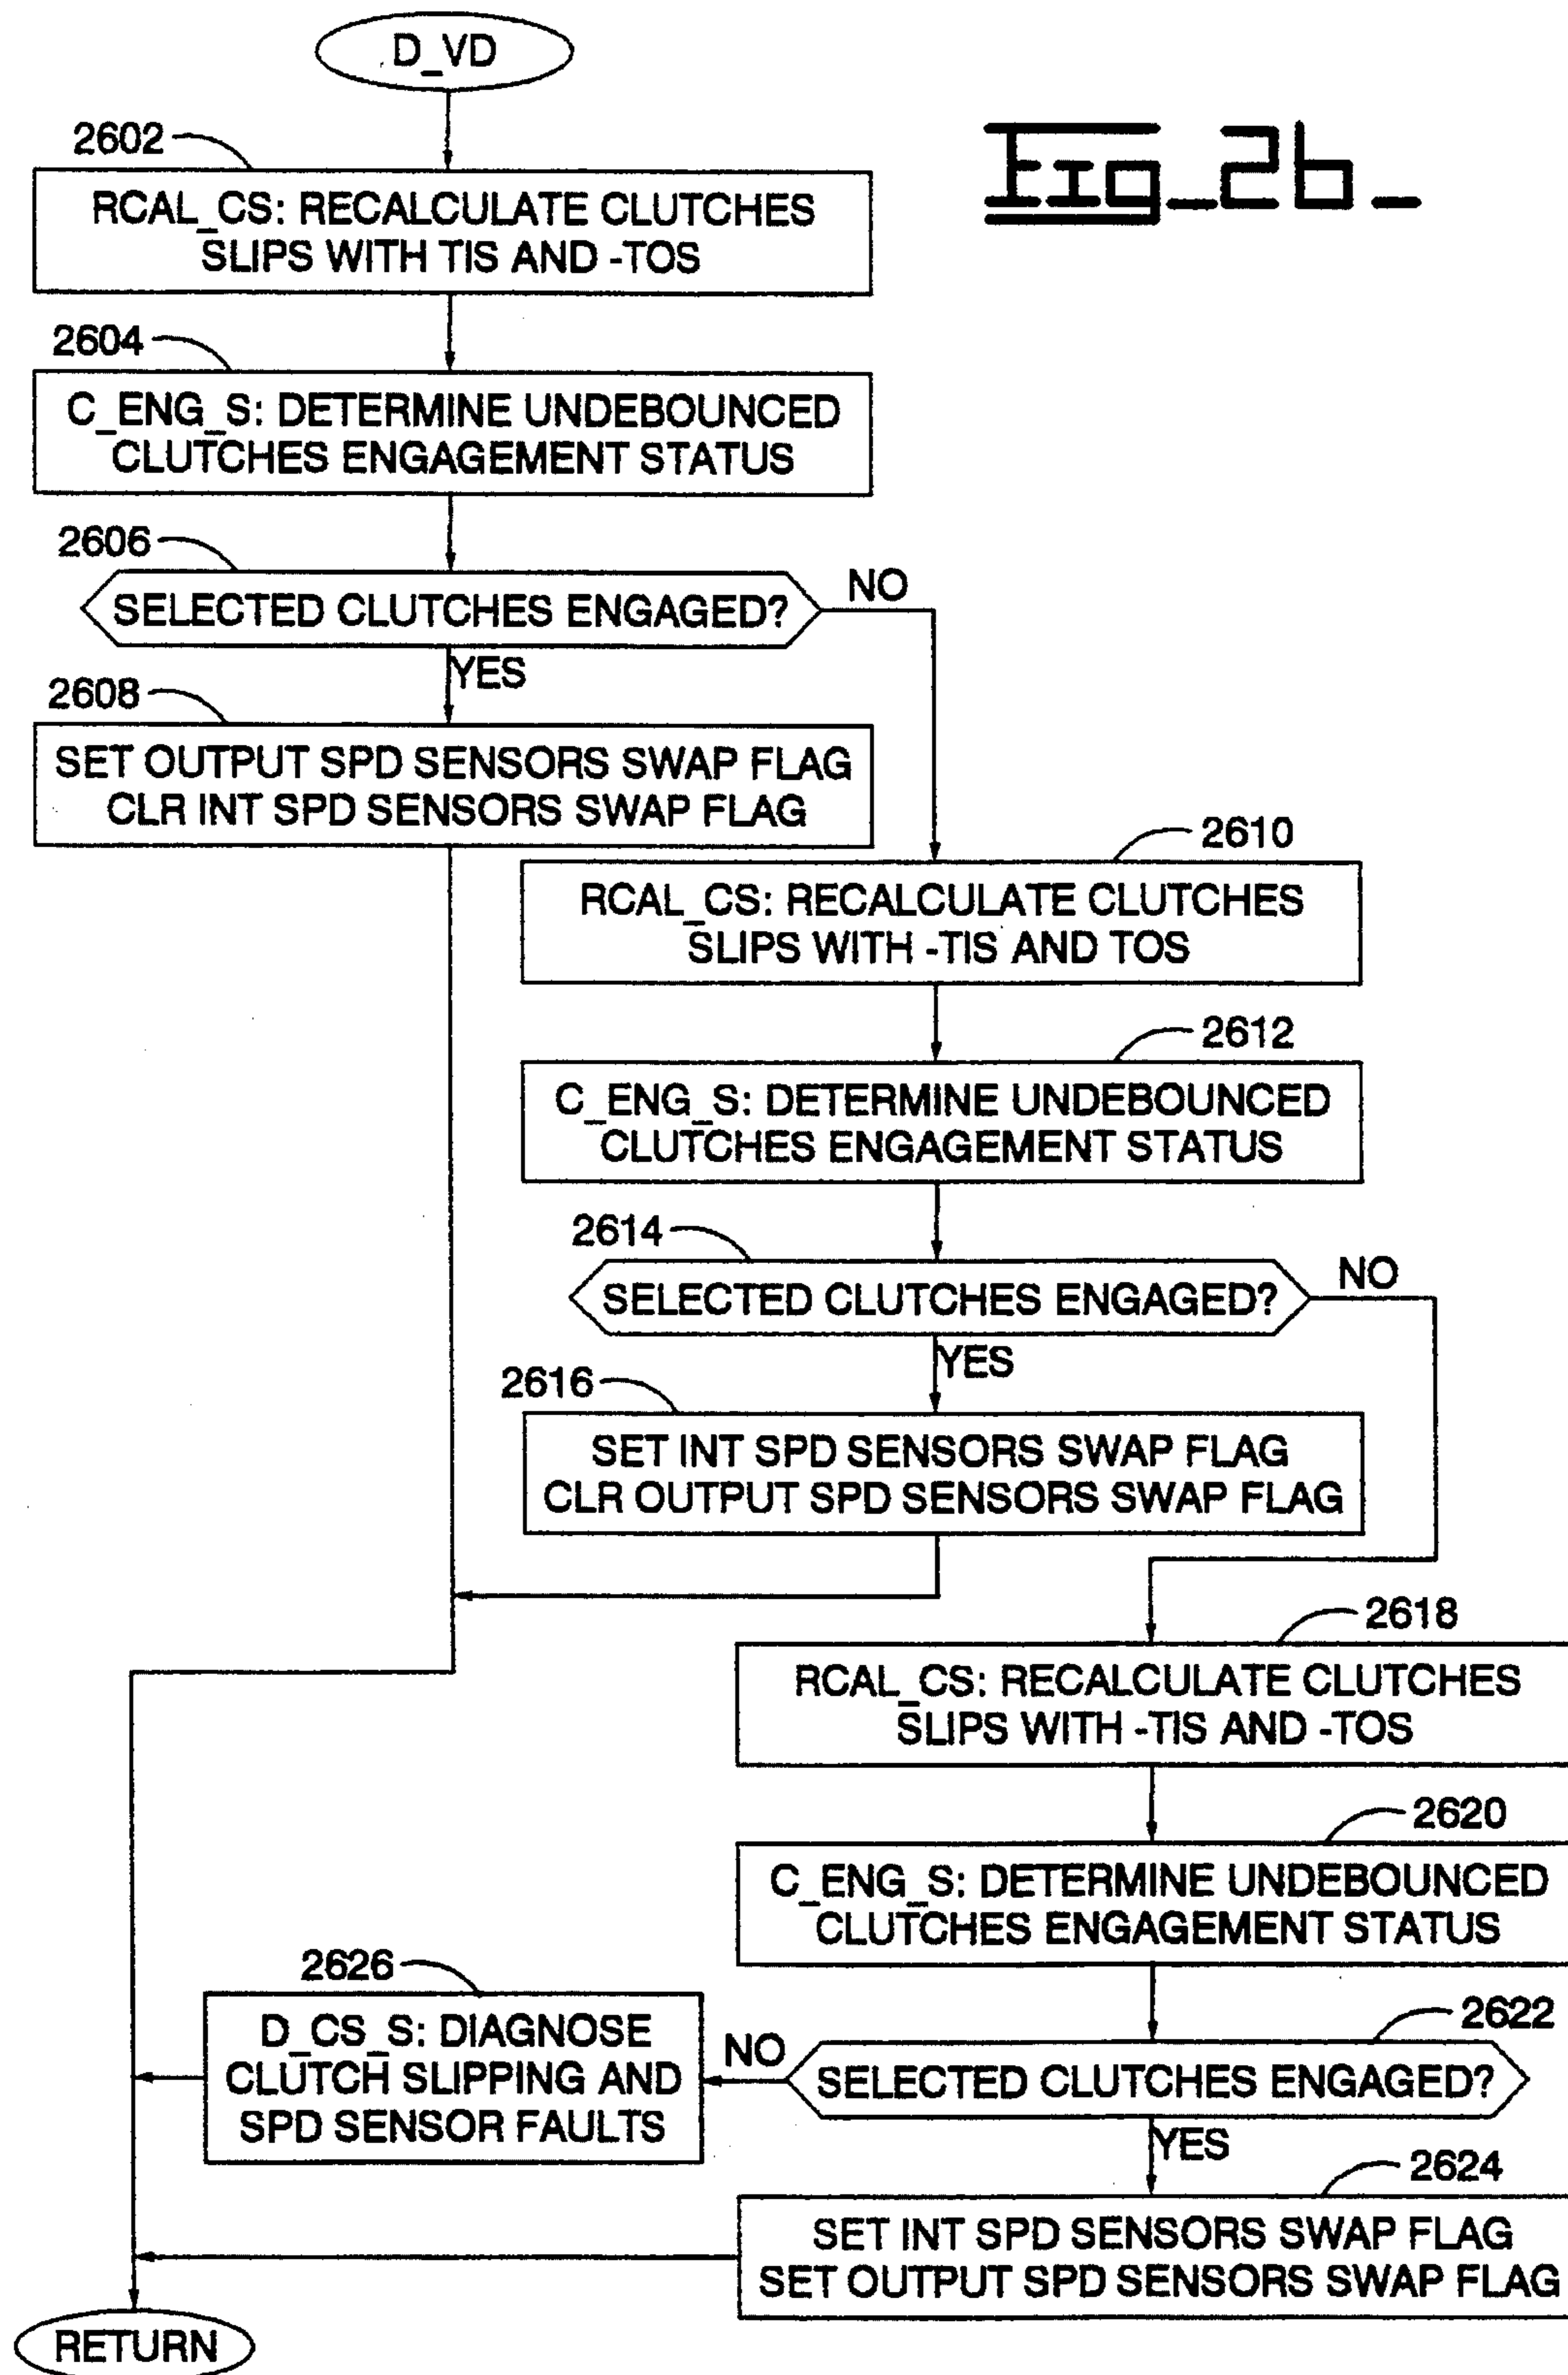 D_VD
Fig_26_
2602
RCAL_CS: RECALCULATE CLUTCHES
SLIPS WITH TIS AND -TOS
2604
C_ENG_S: DETERMINE UNDEBOUNCED
CLUTCHES ENGAGEMENT STATUS
2606
SELECTED CLUTCHES ENGAGED?
NO
YES
2608
SET OUTPUT SPD SENSORS SWAP FLAG
CLR INT SPD SENSORS SWAP FLAG
2610
RCAL_CS: RECALCULATE CLUTCHES
SLIPS WITH -TIS AND TOS
2612
C_ENG_S: DETERMINE UNDEBOUNCED
CLUTCHES ENGAGEMENT STATUS
2614
SELECTED CLUTCHES ENGAGED?
NO
YES
2616
SET INT SPD SENSORS SWAP FLAG
CLR OUTPUT SPD SENSORS SWAP FLAG
2618
RCAL_CS: RECALCULATE CLUTCHES
SLIPS WITH -TIS AND -TOS
2620
C_ENG_S: DETERMINE UNDEBOUNCED
CLUTCHES ENGAGEMENT STATUS
2622
SELECTED CLUTCHES ENGAGED?
NO
YES
2626
D_CS_S: DIAGNOSE
CLUTCH SLIPPING AND
SPD SENSOR FAULTS
2624
SET INT SPD SENSORS SWAP FLAG
SET OUTPUT SPD SENSORS SWAP FLAG
RETURN